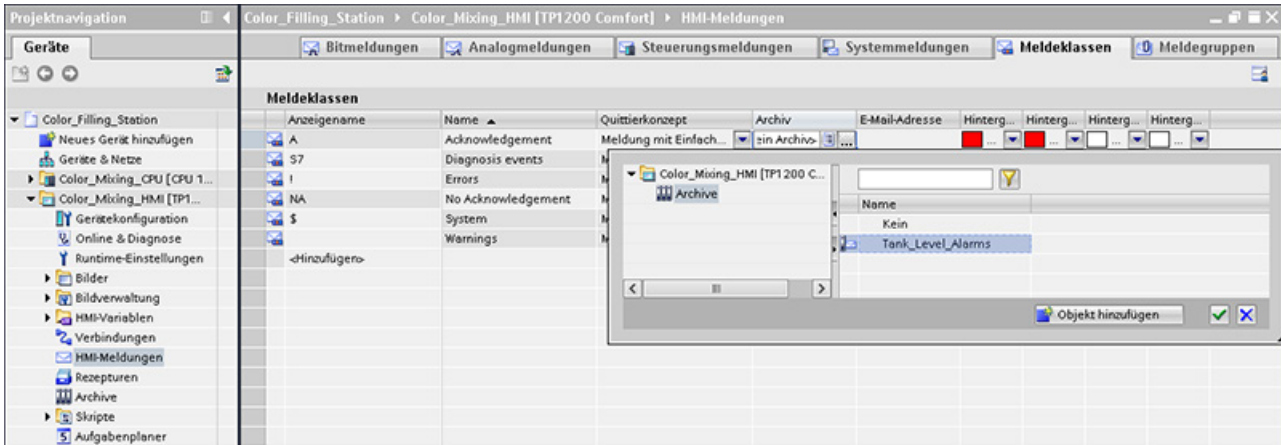 Projektnavigation
Color_Filling_Station Color_Mixing_HMI [TP1200 Comfort] HMI-Meldungen
Geräte
Bitmeldungen Analogmeldungen Steuerungsmeldungen Systemmeldungen Meldeklassen Meldegruppen
Meldeklassen
Anzeigename Name Quittierkonzept Archiv E-Mail-Adresse Hinterg... Hinterg... Hinterg... Hinterg...
A Acknowledgement Meldung mit Einfach... ein Archiv> ...
S7 Diagnosis events
! Errors
NA No Acknowledgement
$ System
Warnings
<Hinzufügen>
Color_Filling_Station
Neues Gerät hinzufügen
Geräte & Netze
Color_Mixing_CPU [CPU 1...
Color_Mixing_HMI [TP1...
Gerätekonfiguration
Online & Diagnose
Runtime-Einstellungen
Bilder
Bildverwaltung
HMI-Variablen
Verbindungen
HMI-Meldungen
Rezepturen
Archive
Skripte
Aufgabenplaner
Color_Mixing_HMI [TP1200 C...
Archive
Name
Kein
Tank_Level_Alarms
Objekt hinzufügen